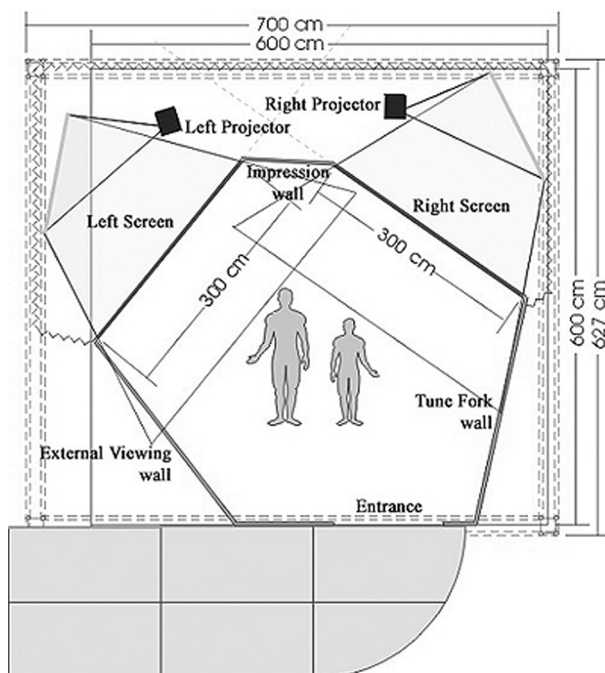 700 cm
600 cm
Right Projector
Left Projector
Impression
wall
Left Screen
Right Screen
300 cm
300 cm
600 cm
627 cm
Tune Fork
wall
External Viewing
wall
Entrance